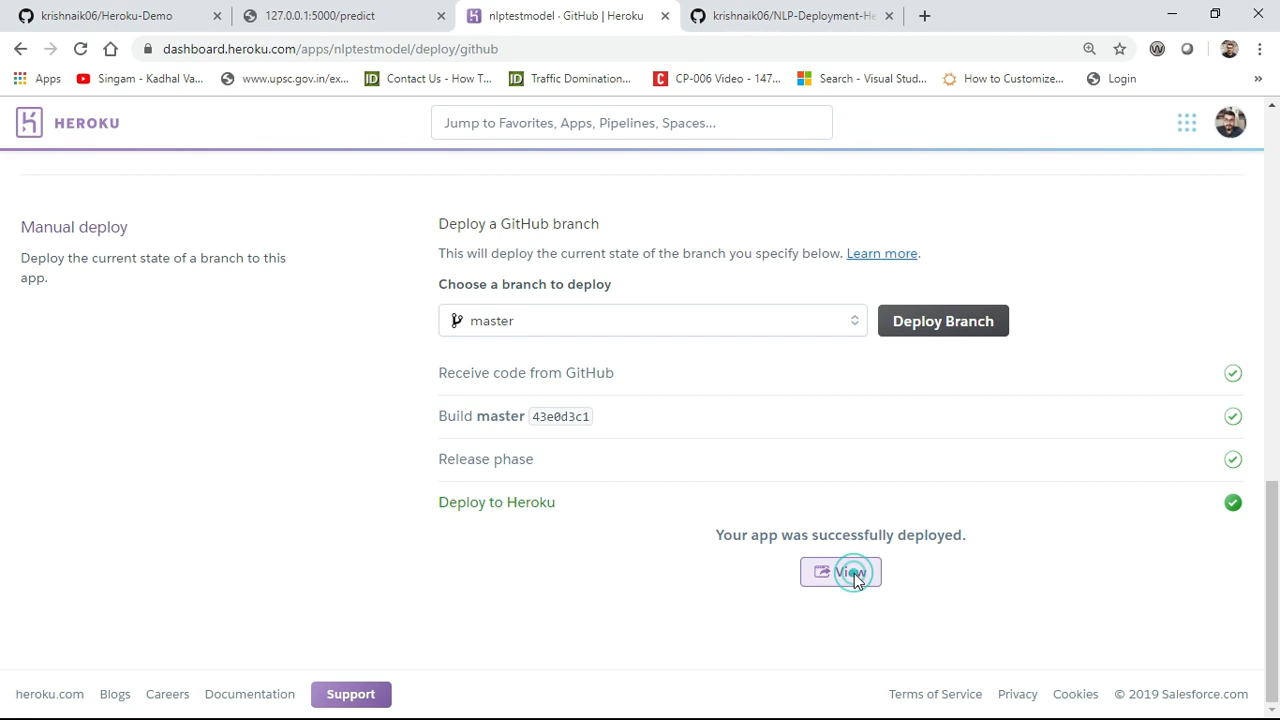 krishnaik06/Heroku-Demo
127.0.0.1:5000/predict
nlptestmodel · GitHub | Heroku
krishnaik06/NLP-Deployment-He
dashboard.heroku.com/apps/nlptestmodel/deploy/github
Apps
Singam - Kadhal Va...
www.upsc.gov.in/ex...
Contact Us - How T...
Traffic Domination...
CP-006 Video - 147...
Search - Visual Stud...
How to Customize...
Login
HEROKU
Jump to Favorites, Apps, Pipelines, Spaces...
Manual deploy
Deploy the current state of a branch to this
app.
Deploy a GitHub branch
This will deploy the current state of the branch you specify below. Learn more.
Choose a branch to deploy
master
Deploy Branch
Receive code from GitHub
Build master 43e0d3c1
Release phase
Deploy to Heroku
Your app was successfully deployed.
View
heroku.com
Blogs
Careers
Documentation
Support
Terms of Service
Privacy
Cookies
© 2019 Salesforce.com